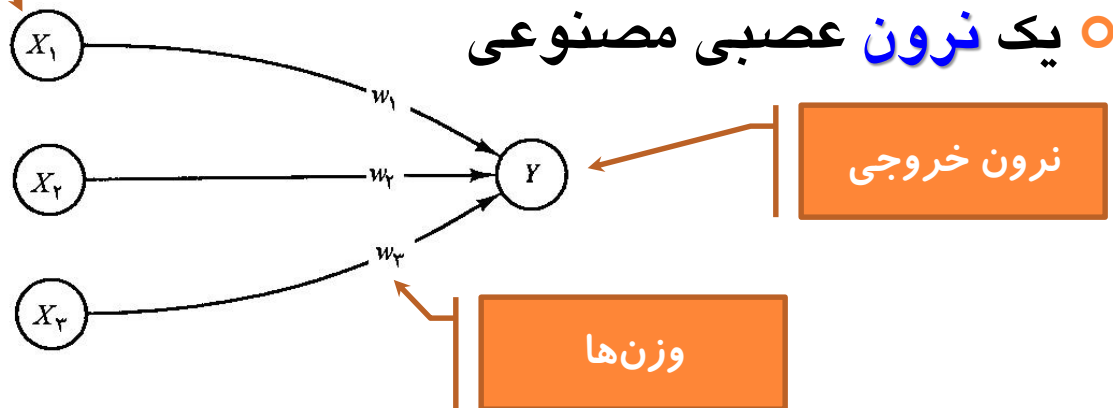 یک نرون عصبی مصنوعی
X۱
w۱
نرون خروجی
X۲
w۲
Y
w۳
X۳
وزن‌ها